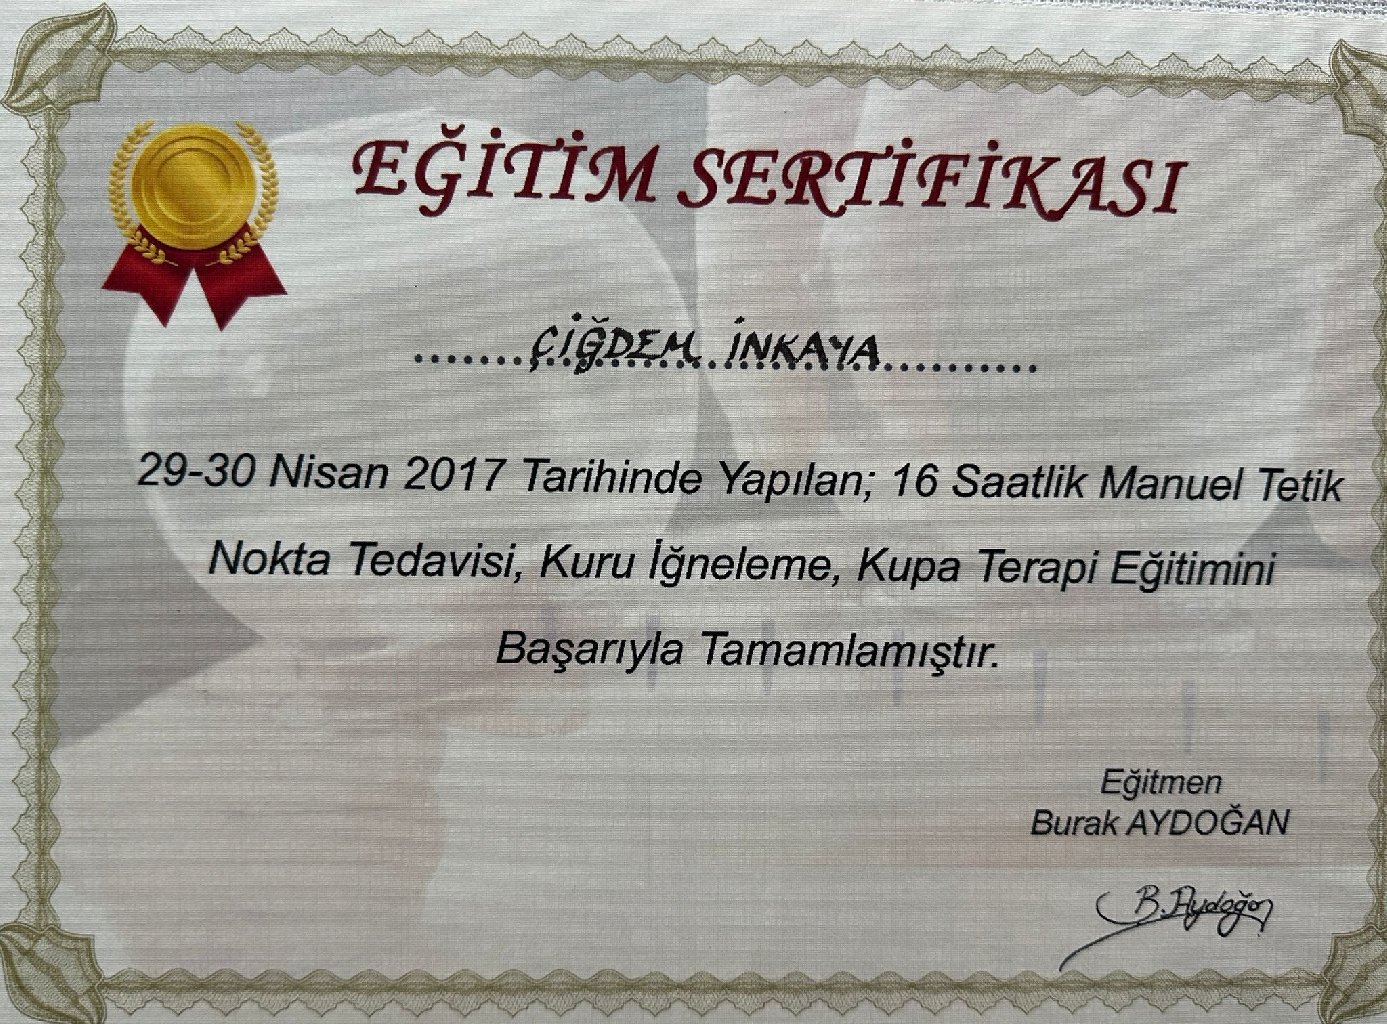 EĞİTİM SERTİFİKASI
ÇİĞDEM İNKAYA
29-30 Nisan 2017 Tarihinde Yapılan; 16 Saatlik Manuel Tetik
Nokta Tedavisi, Kuru İğneleme, Kupa Terapi Eğitimini
Başarıyla Tamamlamıştır.
Eğitmen
Burak AYDOĞAN
B. Aydoğan